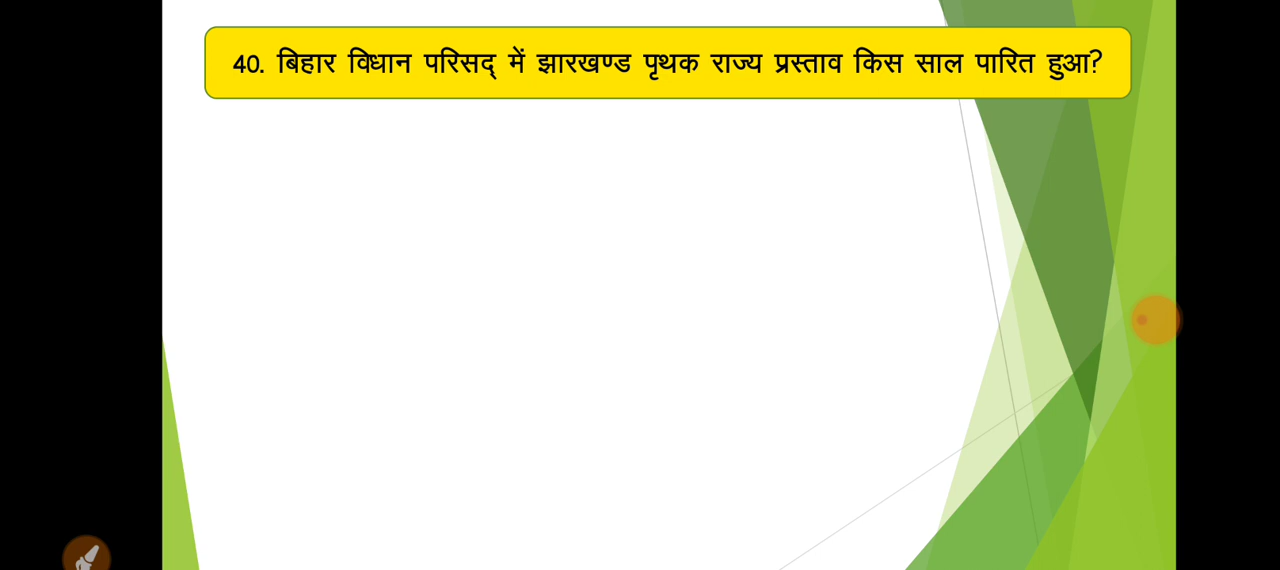 40. बिहार विधान परिसद् में झारखण्ड पृथक राज्य प्रस्ताव किस साल पारित हुआ?